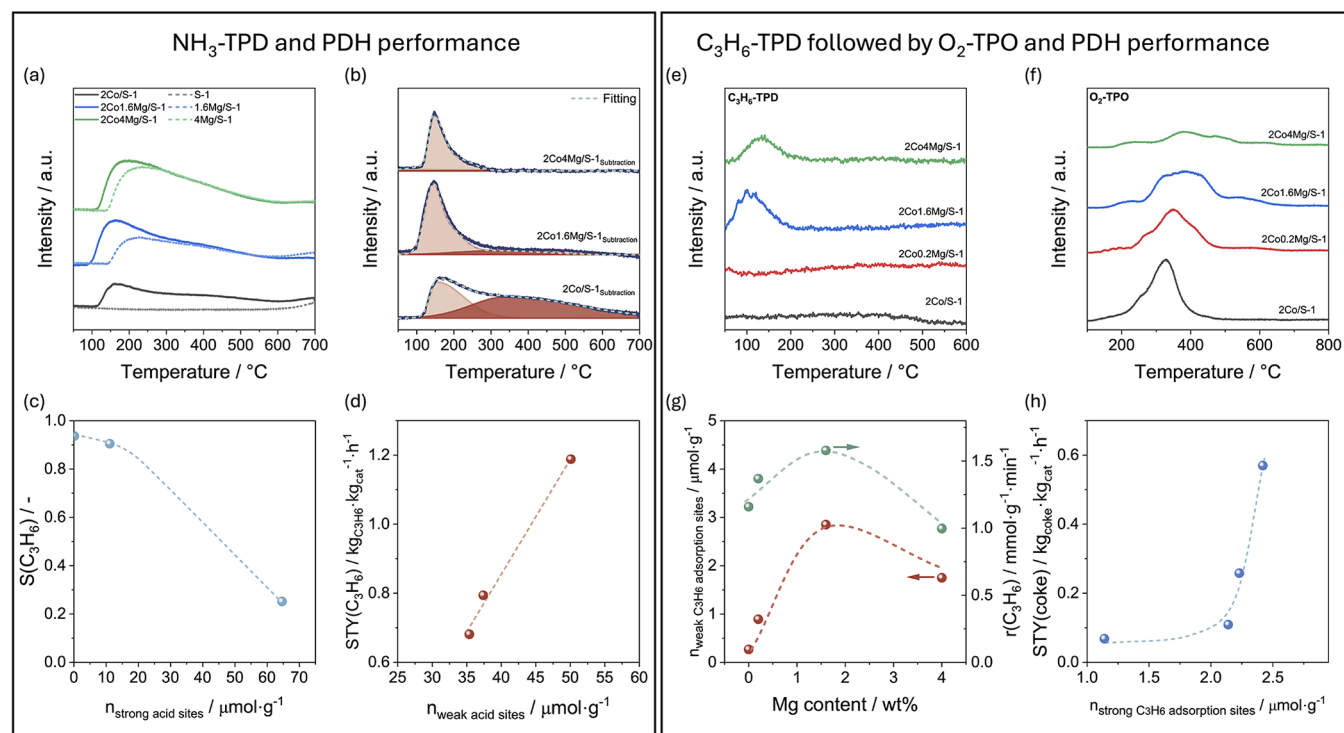 NH₃-TPD and PDH performance
(a)
2Co/S-1
S-1
2Co1.6Mg/S-1
1.6Mg/S-1
2Co4Mg/S-1
4Mg/S-1
Intensity / a.u.
100 200 300 400 500 600 700
Temperature / °C
(b)
Fitting
2Co4Mg/S-1Subtraction
2Co1.6Mg/S-1Subtraction
2Co/S-1Subtraction
Intensity / a.u.
100 200 300 400 500 600 700
Temperature / °C
(c)
S(C₃H₆) / -
1.0
0.8
0.6
0.4
0.2
0.0
0 10 20 30 40 50 60 70
nstrong acid sites / μmol·g⁻¹
(d)
STY(C₃H₆) / kgC3H6·kgcat⁻¹·h⁻¹
1.2
1.0
0.8
0.6
25 30 35 40 45 50 55 60
nweak acid sites / μmol·g⁻¹
C₃H₆-TPD followed by O₂-TPO and PDH performance
(e)
C₃H₆-TPD
2Co4Mg/S-1
2Co1.6Mg/S-1
2Co0.2Mg/S-1
2Co/S-1
Intensity / a.u.
100 200 300 400 500 600
Temperature / °C
(f)
O₂-TPO
2Co4Mg/S-1
2Co1.6Mg/S-1
2Co0.2Mg/S-1
2Co/S-1
Intensity / a.u.
200 400 600 800
Temperature / °C
(g)
nweak C3H6 adsorption sites / μmol·g⁻¹
5
4
3
2
1
0
0 1 2 3 4
Mg content / wt%
1.5
1.0
0.5
0.0
r(C₃H₆) / mmol·g⁻¹·min⁻¹
(h)
STY(coke) / kgcoke·kgcat⁻¹·h⁻¹
0.6
0.4
0.2
0.0
1.0 1.5 2.0 2.5
nstrong C3H6 adsorption sites / μmol·g⁻¹